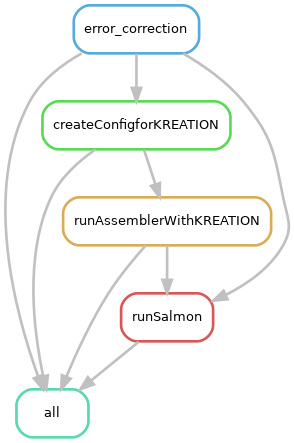 error_correction
createConfigforKREATION
runAssemblerWithKREATION
runSalmon
all